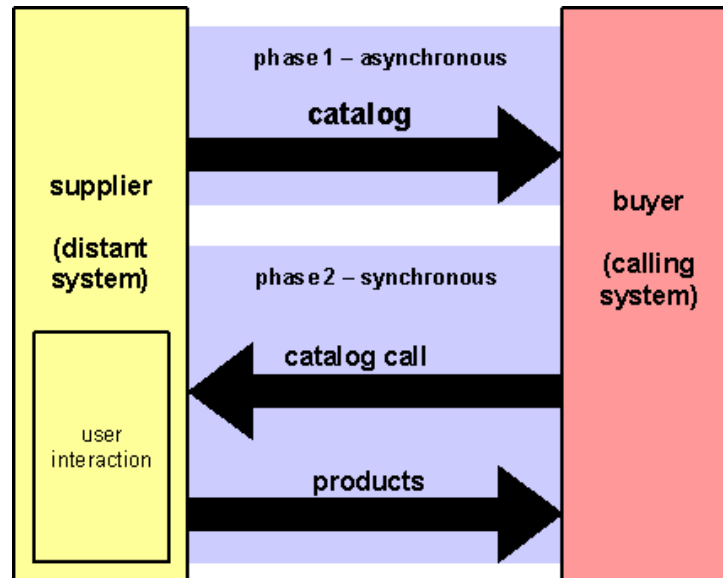 phase 1 – asynchronous
catalog
supplier
(distant
system)
buyer
(calling
system)
phase 2 – synchronous
catalog call
user
interaction
products